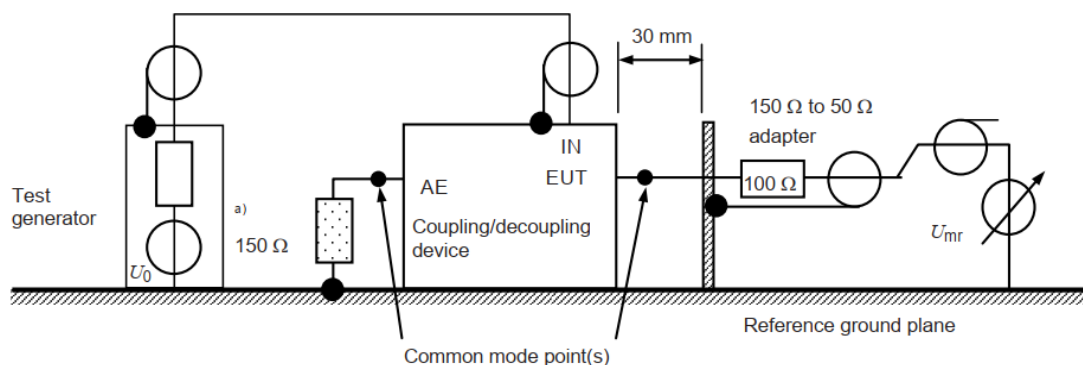 30 mm
150 Ω to 50 Ω
adapter
IN
EUT
100 Ω
AE
Test
generator
a)
150 Ω
Coupling/decoupling
device
U0
Umr
Reference ground plane
Common mode point(s)